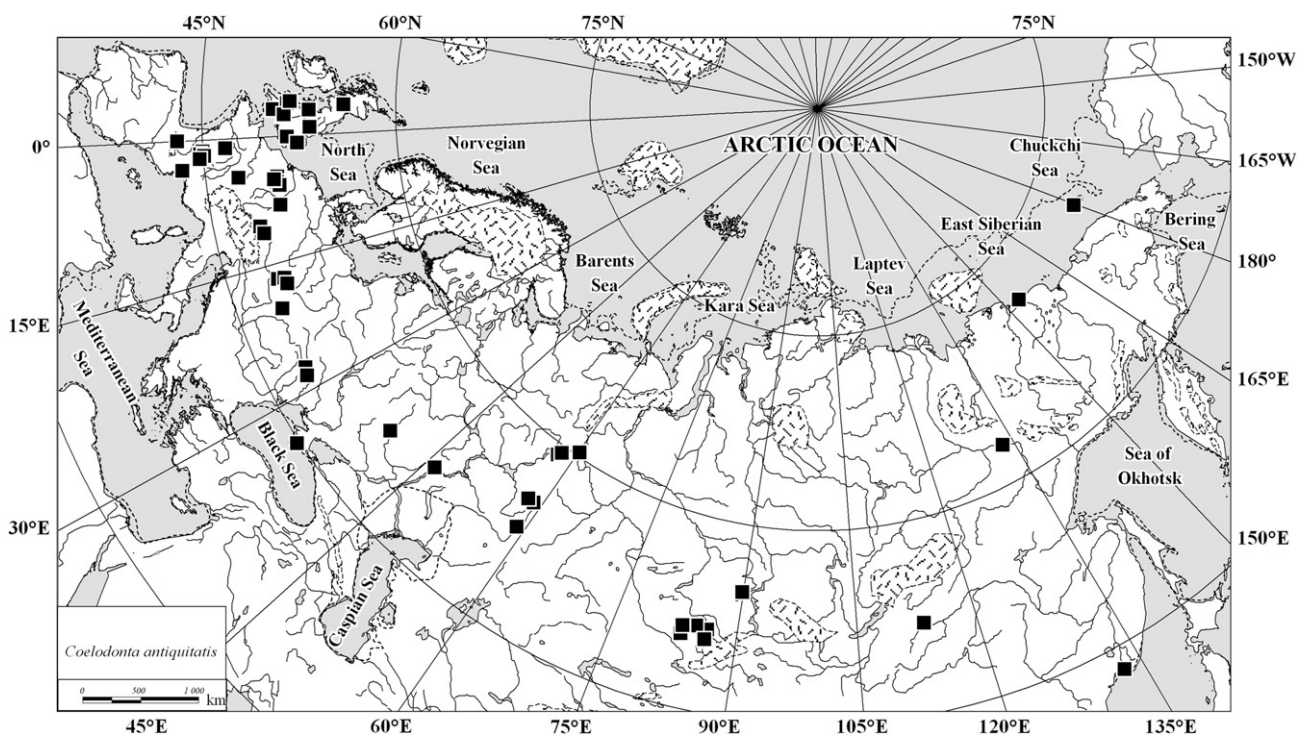 45°N
60°N
75°N
75°N
150°W
0°
North
Sea
Norvegian
Sea
ARCTIC OCEAN
Chuckchi
Sea
165°W
East Siberian
Sea
Bering
Sea
180°
Barents
Sea
Laptev
Sea
Kara Sea
15°E
Mediterranean
Sea
165°E
Black Sea
Sea of
Okhotsk
30°E
150°E
Caspian Sea
Coelodonta antiquitatis
0 500 1 000
km
45°E
60°E
75°E
90°E
105°E
120°E
135°E